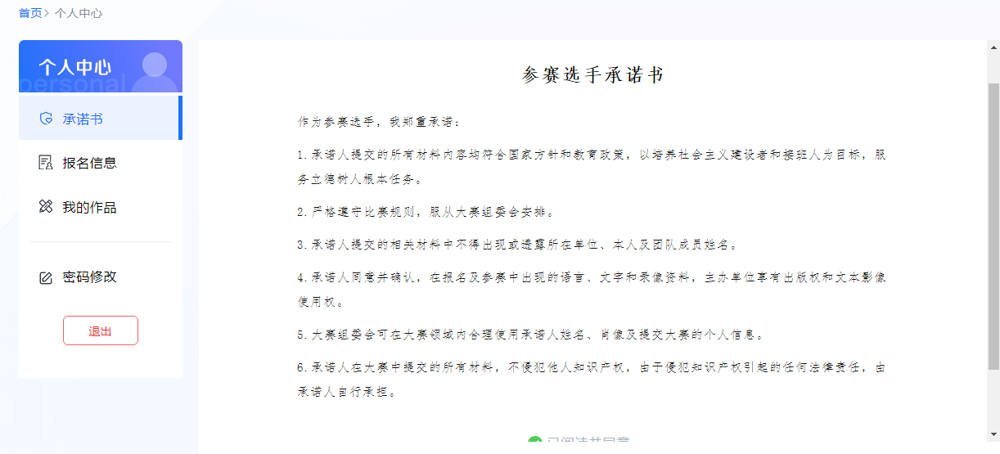 首页 > 个人中心
个人中心
personal
承诺书
报名信息
我的作品
密码修改
退出
参赛选手承诺书
作为参赛选手，我郑重承诺：
1.承诺人提交的所有材料内容均符合国家方针和教育政策，以培养社会主义建设者和接班人为目标，服
务立德树人根本任务。
2.严格遵守比赛规则，服从大赛组委会安排。
3.承诺人提交的相关材料中不得出现或透露所在单位、本人及团队成员姓名。
4.承诺人同意并确认，在报名及参赛中出现的语言、文字和录像资料，主办单位享有出版权和文本影像
使用权。
5.大赛组委会可在大赛领域内合理使用承诺人姓名、肖像及提交大赛的个人信息。
6.承诺人在大赛中提交的所有材料，不侵犯他人知识产权，由于侵犯知识产权引起的任何法律责任，由
承诺人自行承担。
已阅读并同意